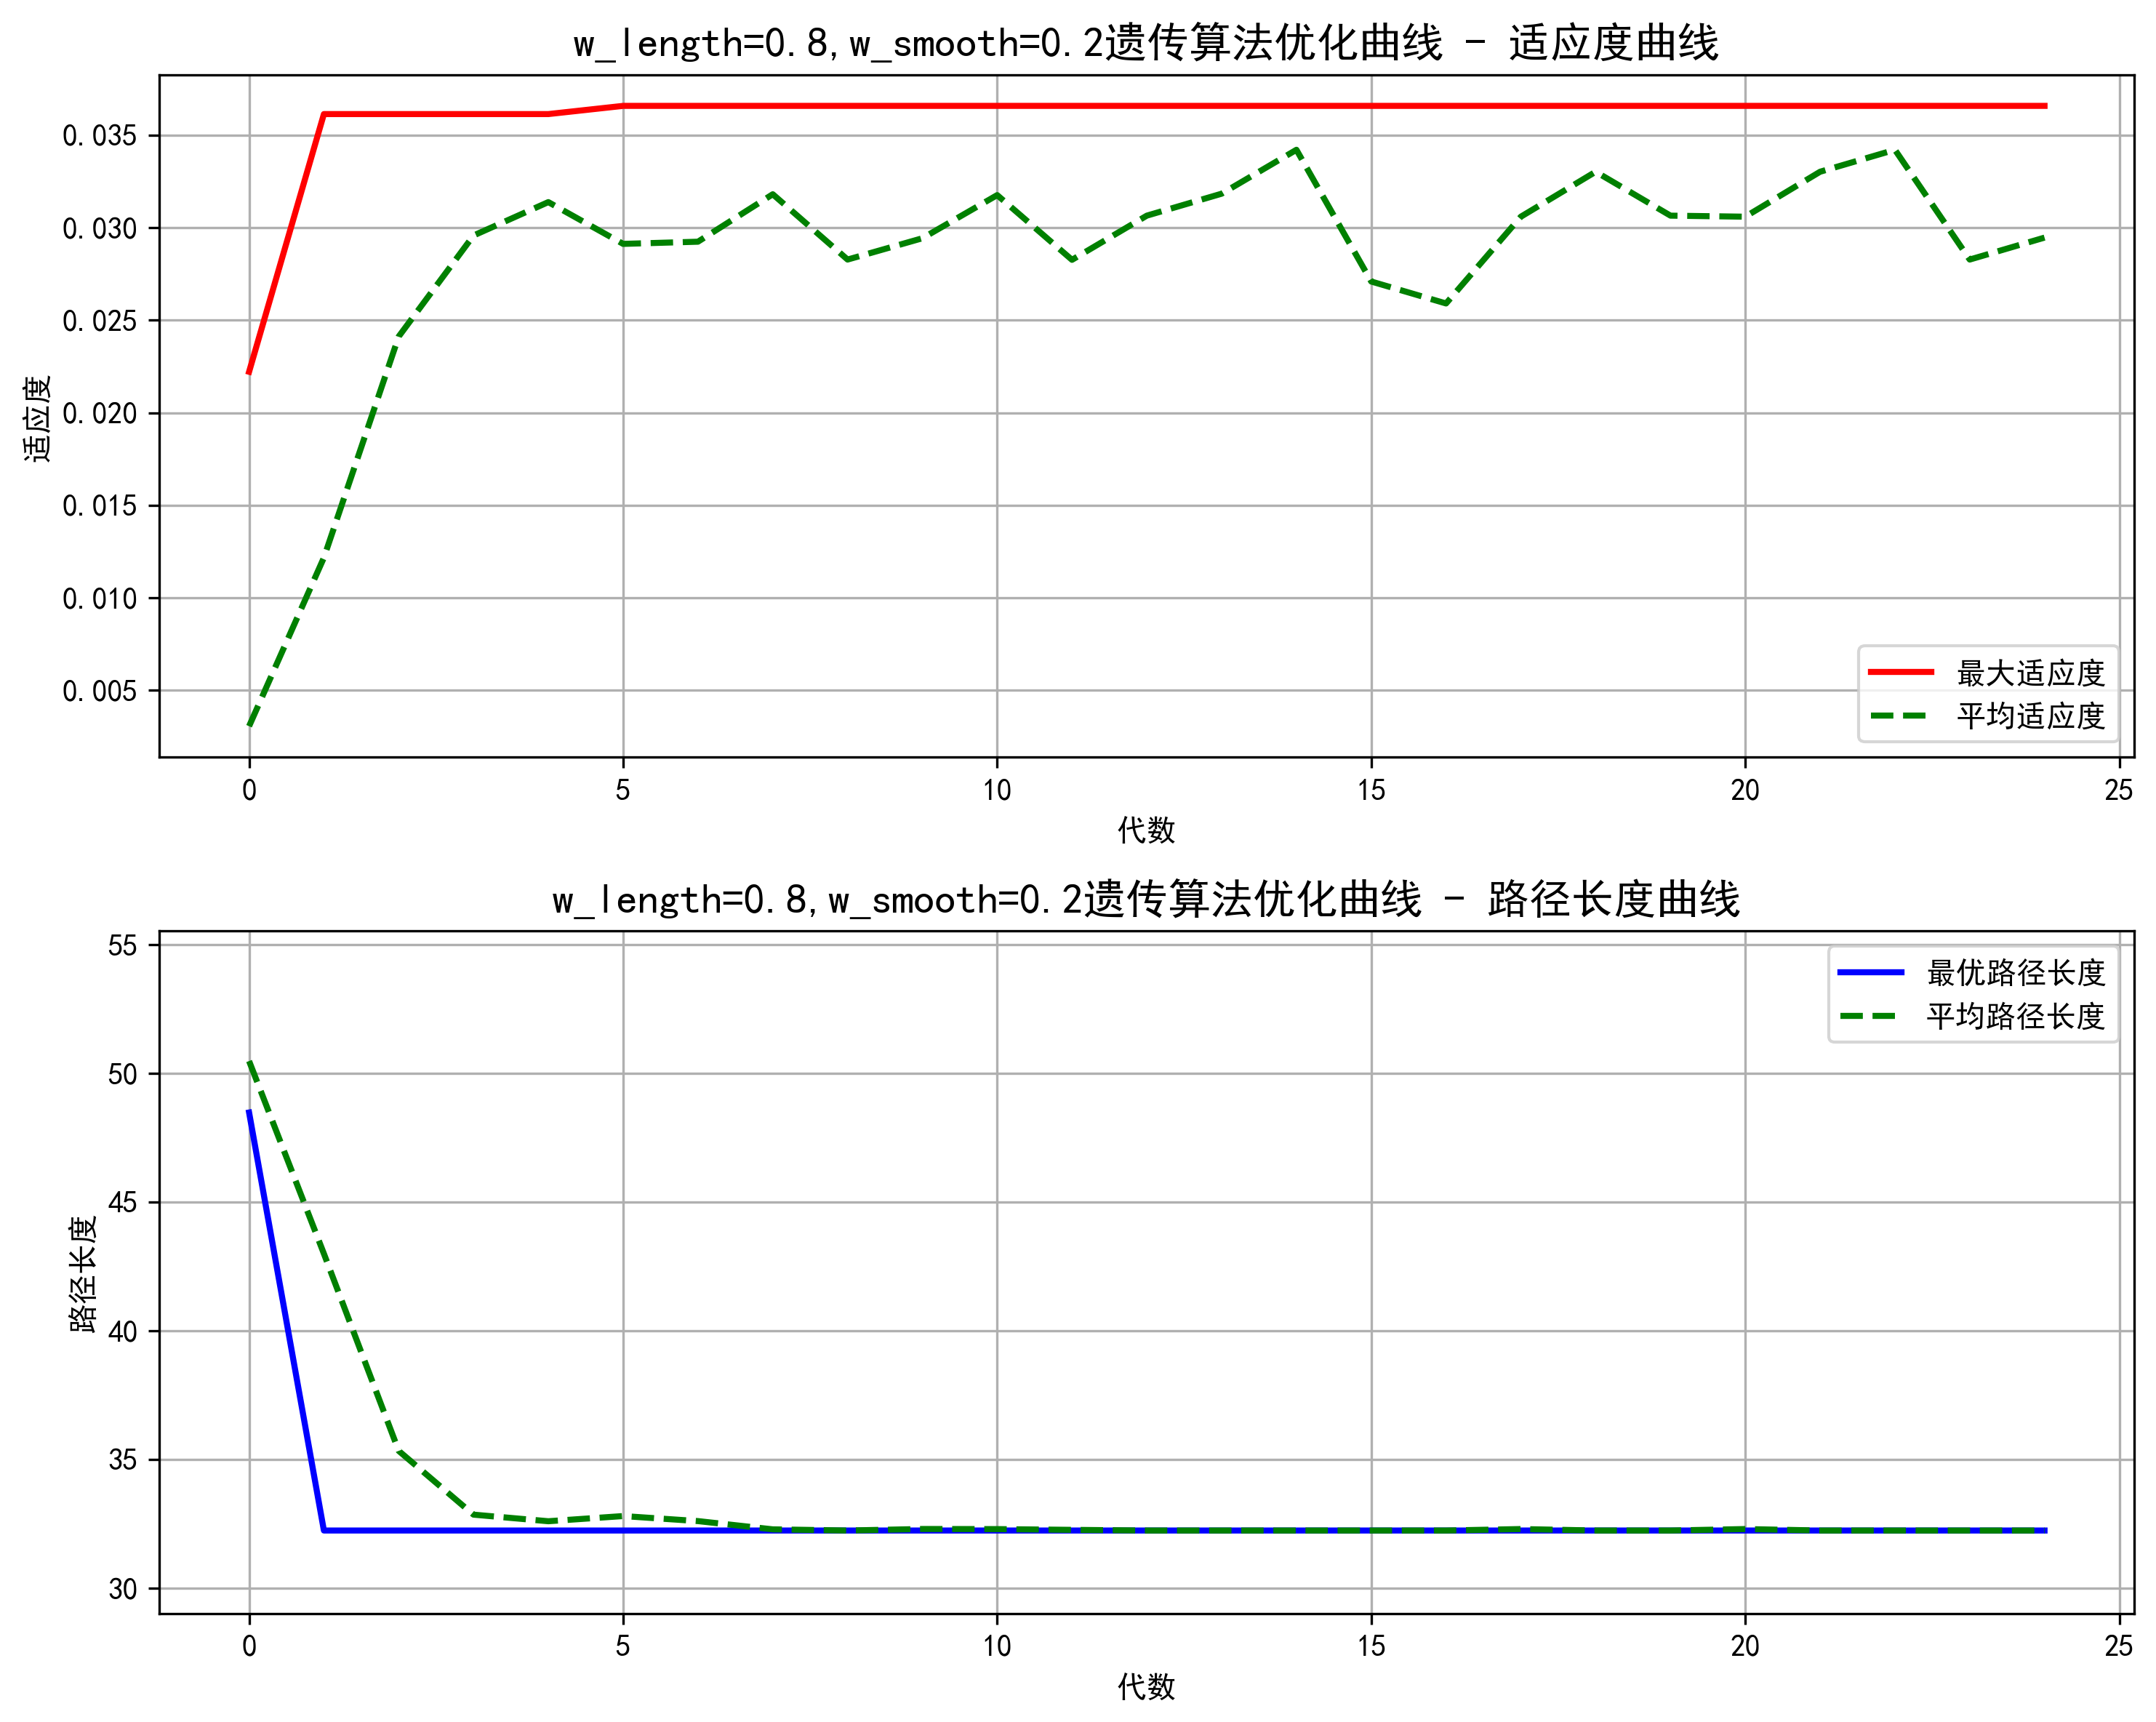 w_length=0.8,w_smooth=0.2遗传算法优化曲线 - 适应度曲线
适应度
0.035
0.030
0.025
0.020
0.015
0.010
0.005
最大适应度
平均适应度
0 5 10 15 20 25
代数
w_length=0.8,w_smooth=0.2遗传算法优化曲线 - 路径长度曲线
路径长度
55
50
45
40
35
30
最优路径长度
平均路径长度
0 5 10 15 20 25
代数